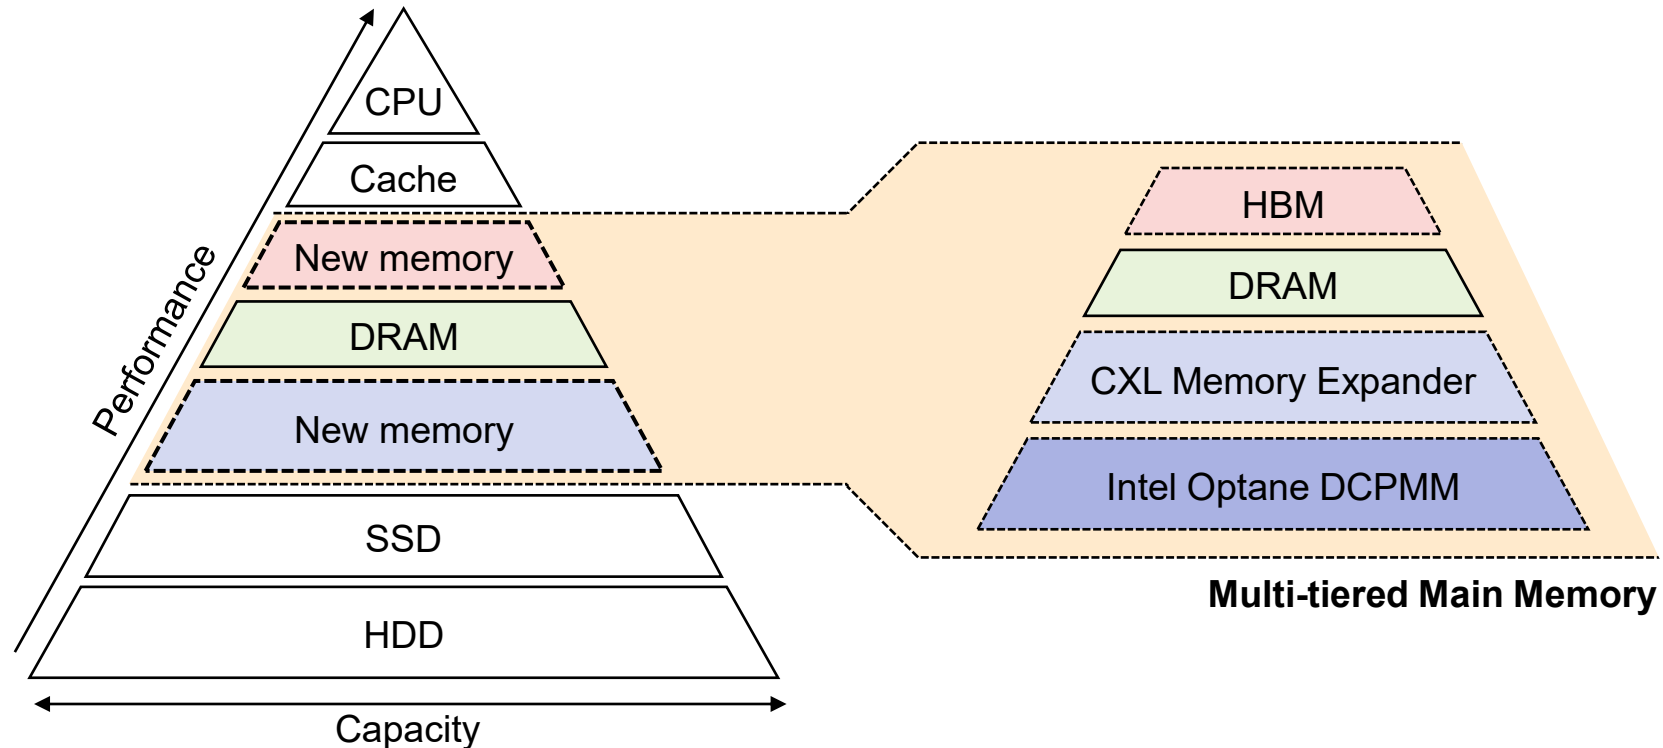 CPU
Cache
New memory
DRAM
New memory
SSD
HDD
Performance
Capacity
HBM
DRAM
CXL Memory Expander
Intel Optane DCPMM
Multi-tiered Main Memory